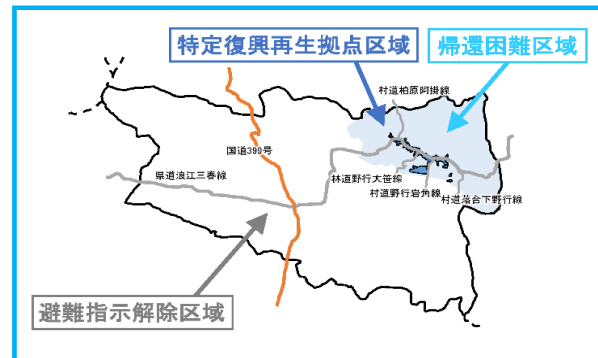 特定復興再生拠点区域
帰還困難区域
村道柏原阿掛線
国道399号
県道浪江三春線
林道野行大笹線
村道野行岩角線
村道落合下野行線
避難指示解除区域